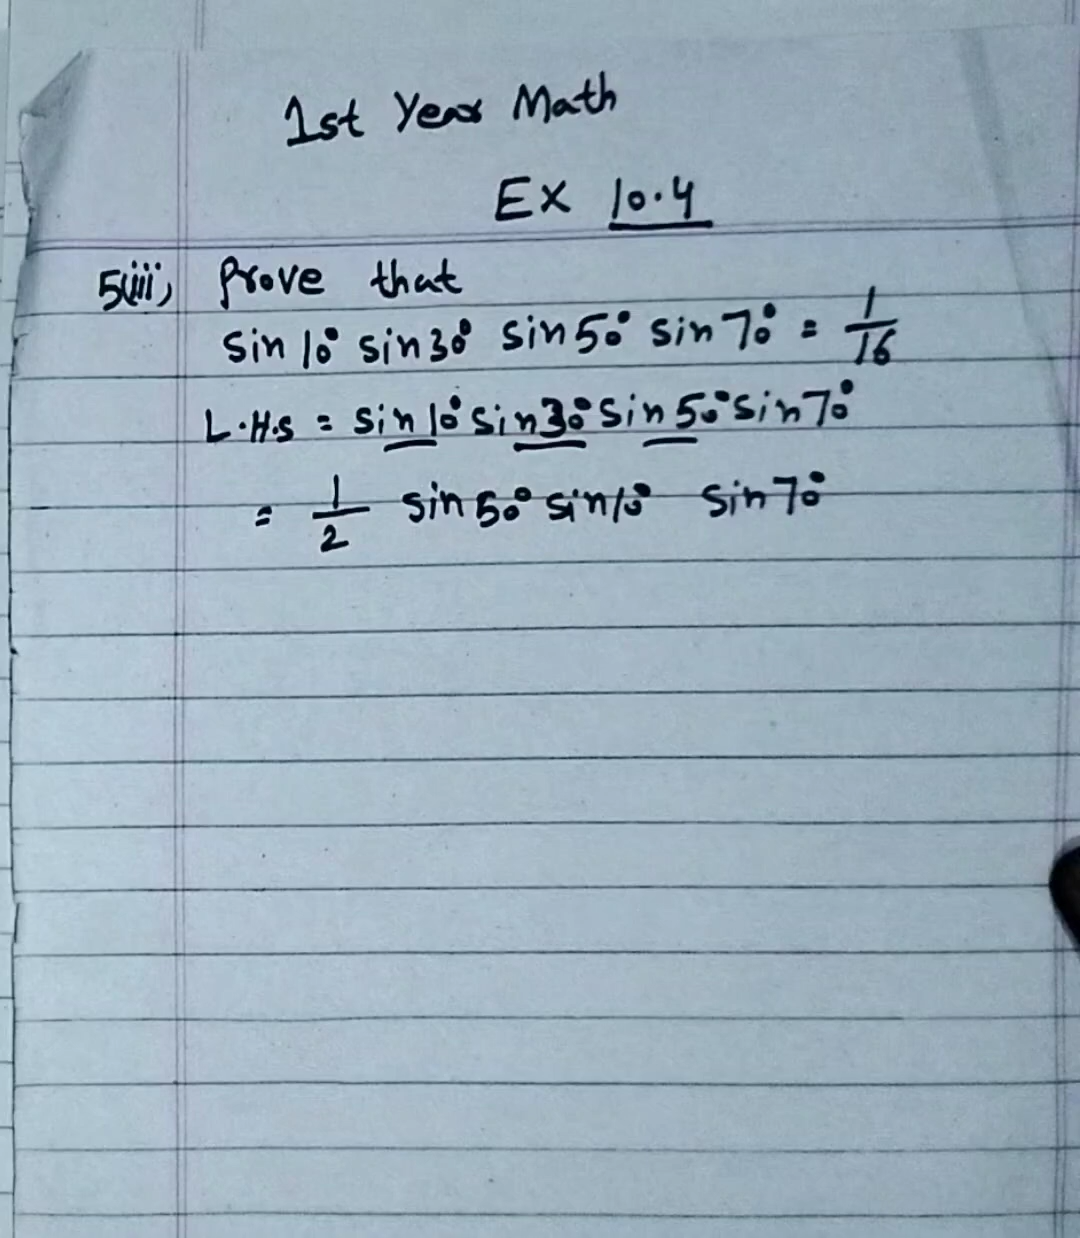 1st Year Math
Ex 10.4
5(iii), Prove that
sin 10° sin 30° sin 50° sin 70° = 1/16
L.H.S = sin 10° sin 30° sin 50° sin 70°
= 1/2 sin 50° sin 10° sin 70°